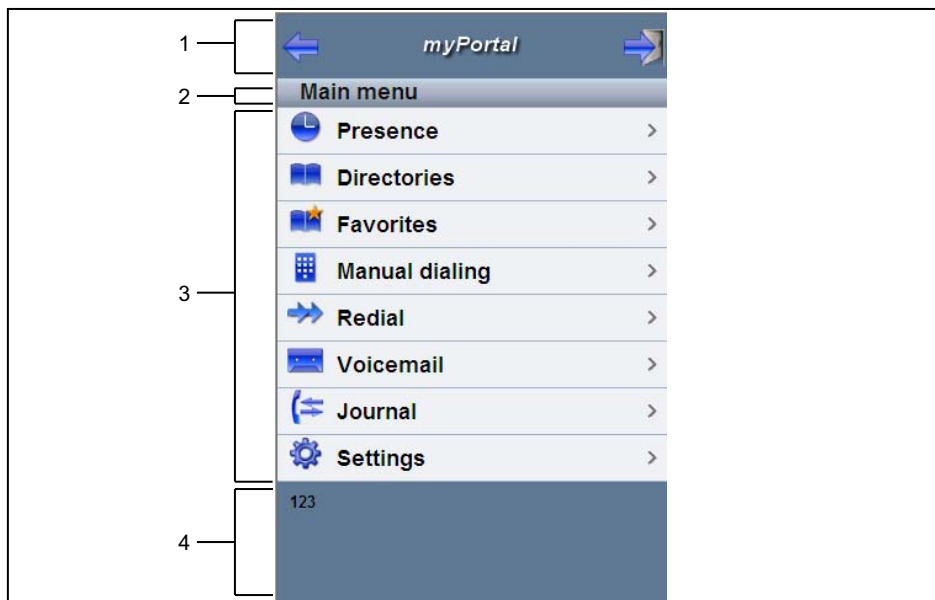 1
myPortal
2
Main menu
3
Presence
Directories
Favorites
Manual dialing
Redial
Voicemail
Journal
Settings
4
123